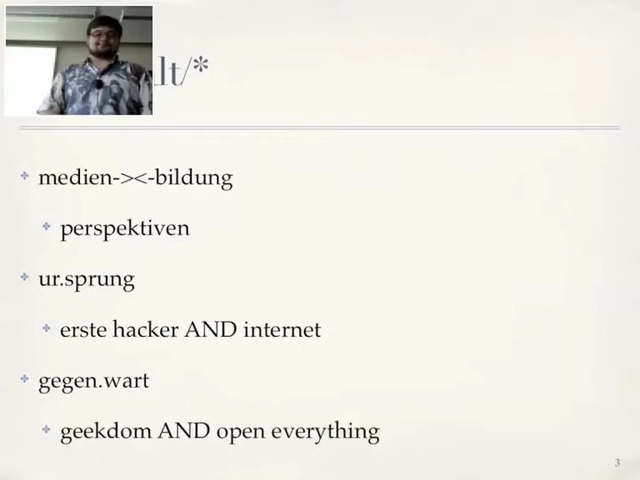 lt/*
medien-><-bildung
perspektiven
ur.sprung
erste hacker AND internet
gegen.wart
geekdom AND open everything
3